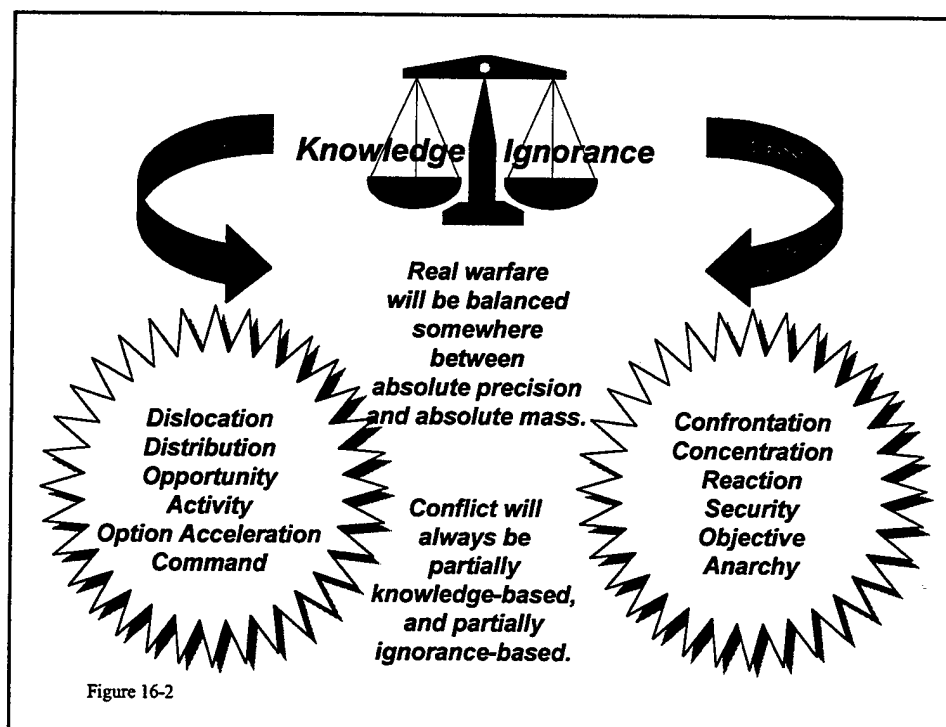 Knowledge Ignorance
Real warfare
will be balanced
somewhere
between
absolute precision
and absolute mass.
Dislocation
Distribution
Opportunity
Activity
Option Acceleration
Command
Conflict will
always be
partially
knowledge-based,
and partially
ignorance-based.
Confrontation
Concentration
Reaction
Security
Objective
Anarchy
Figure 16-2